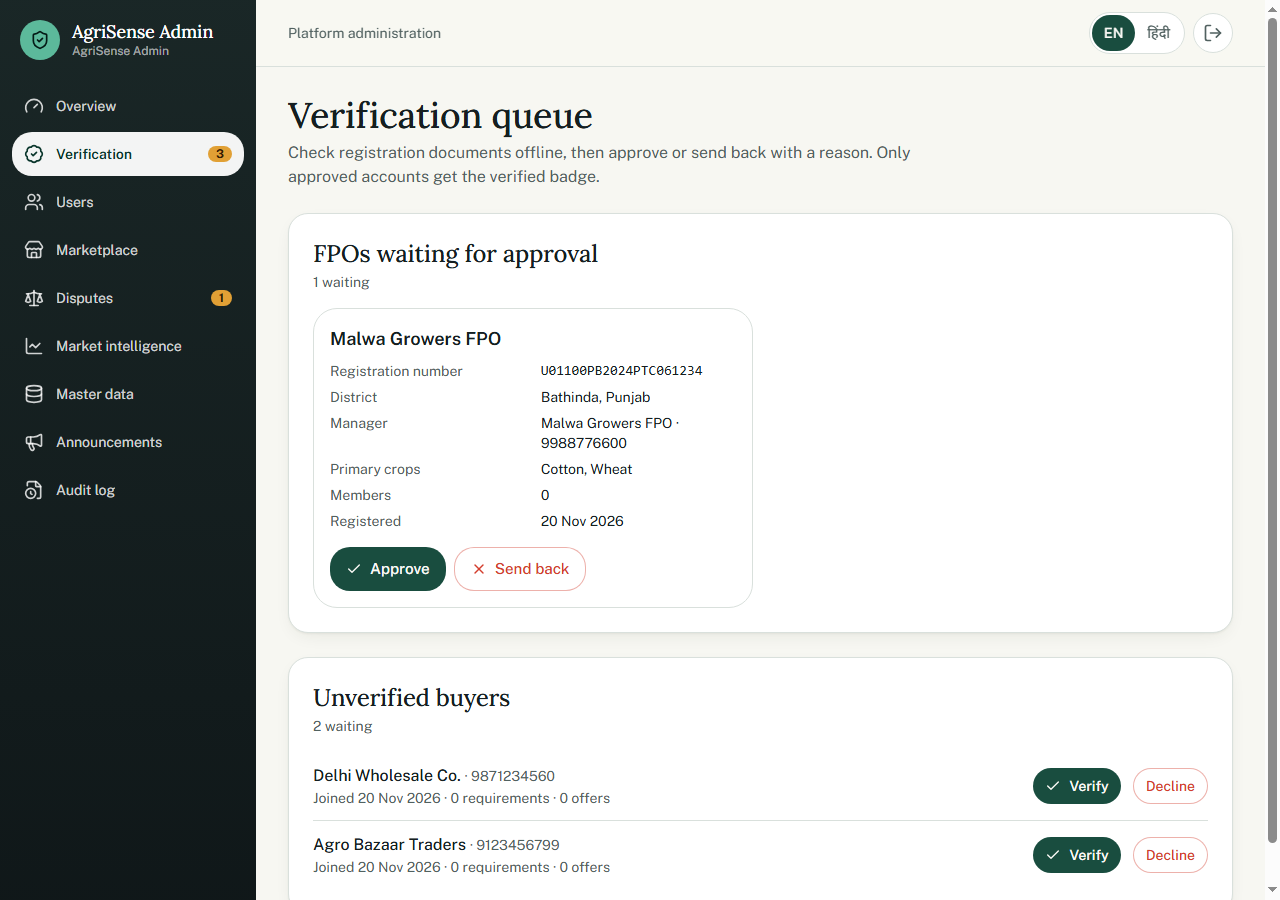 AgriSense Admin
AgriSense Admin
Overview
Verification 3
Users
Marketplace
Disputes 1
Market intelligence
Master data
Announcements
Audit log
Platform administration
EN हिंदी
Verification queue
Check registration documents offline, then approve or send back with a reason. Only
approved accounts get the verified badge.
FPOs waiting for approval
1 waiting
Malwa Growers FPO
Registration number U01100PB2024PTC061234
District Bathinda, Punjab
Manager Malwa Growers FPO ·
9988776600
Primary crops Cotton, Wheat
Members 0
Registered 20 Nov 2026
Approve Send back
Unverified buyers
2 waiting
Delhi Wholesale Co. · 9871234560
Joined 20 Nov 2026 · 0 requirements · 0 offers
Verify Decline
Agro Bazaar Traders · 9123456799
Joined 20 Nov 2026 · 0 requirements · 0 offers
Verify Decline